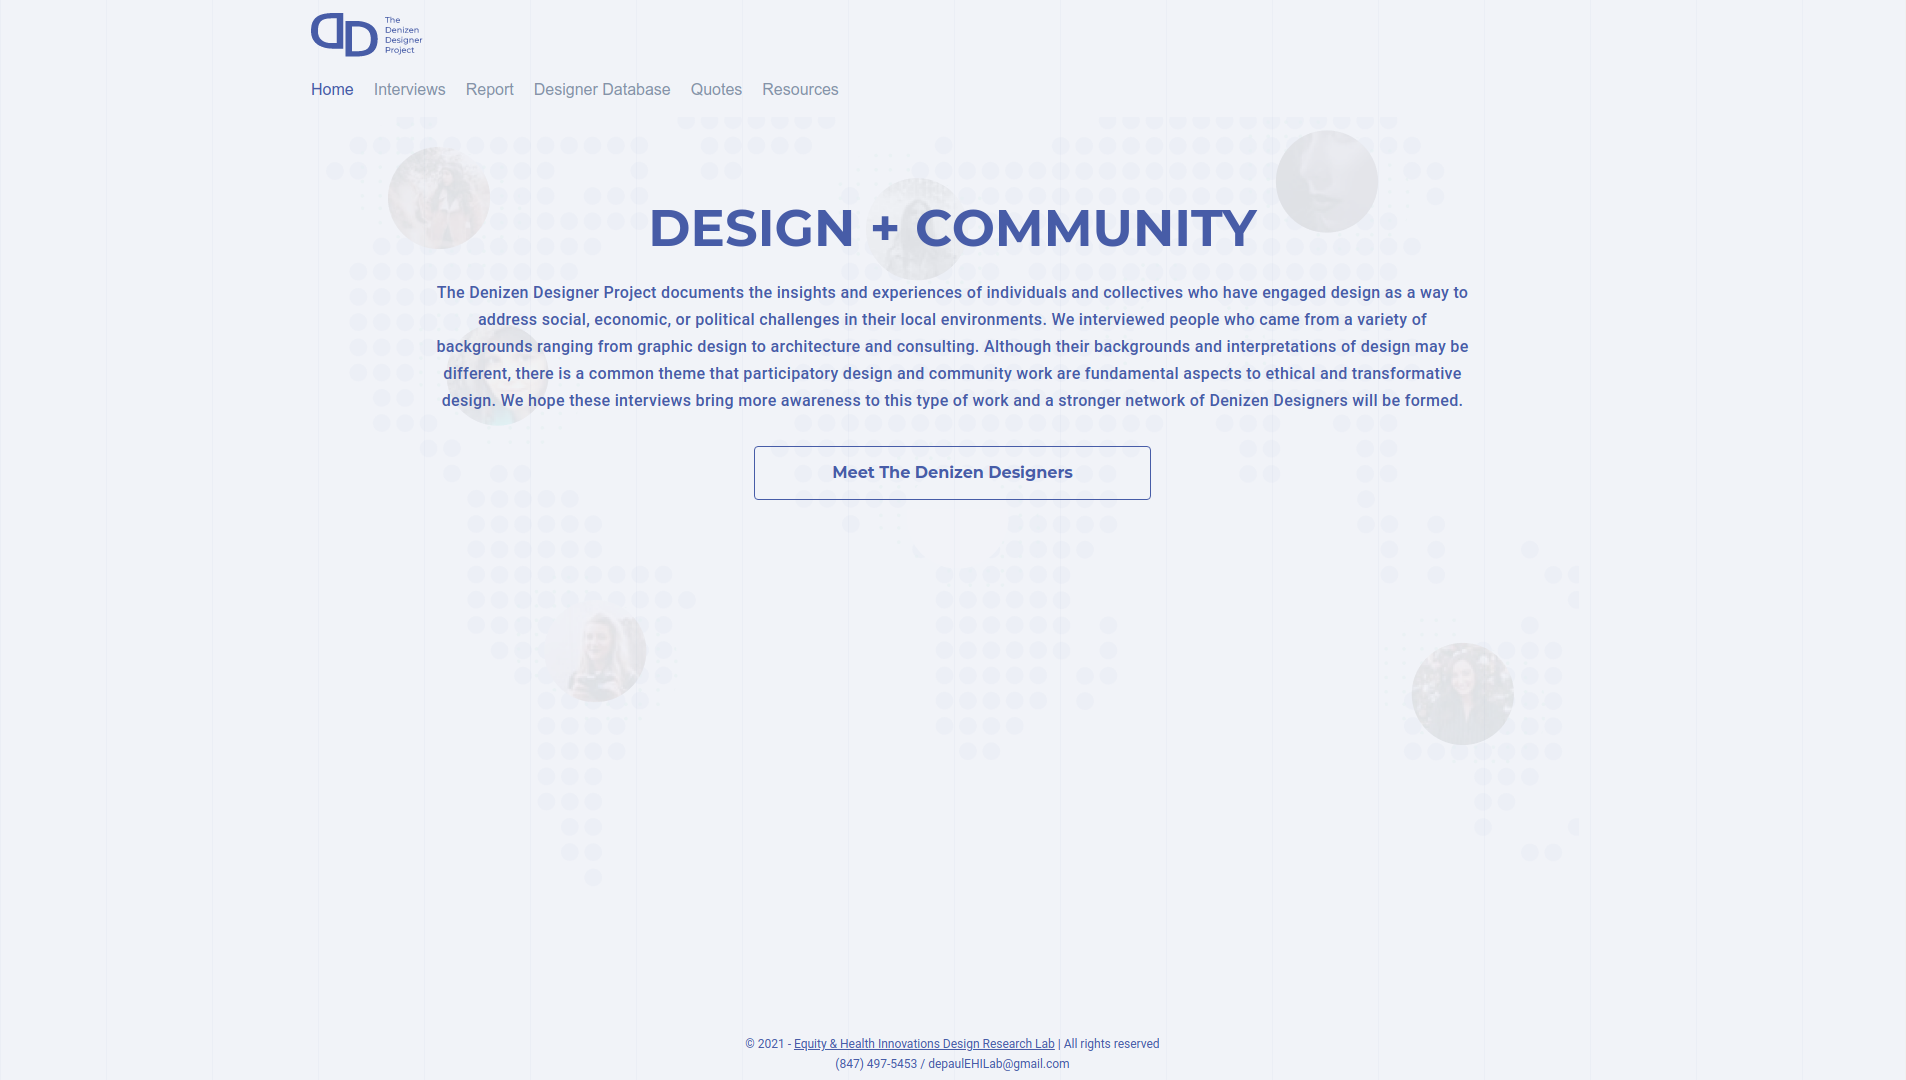 The
Denizen
Designer
Project
Home Interviews Report Designer Database Quotes Resources
DESIGN + COMMUNITY
The Denizen Designer Project documents the insights and experiences of individuals and collectives who have engaged design as a way to
address social, economic, or political challenges in their local environments. We interviewed people who came from a variety of
backgrounds ranging from graphic design to architecture and consulting. Although their backgrounds and interpretations of design may be
different, there is a common theme that participatory design and community work are fundamental aspects to ethical and transformative
design. We hope these interviews bring more awareness to this type of work and a stronger network of Denizen Designers will be formed.
Meet The Denizen Designers
© 2021 - Equity & Health Innovations Design Research Lab | All rights reserved
(847) 497-5453 / depaulEHILab@gmail.com